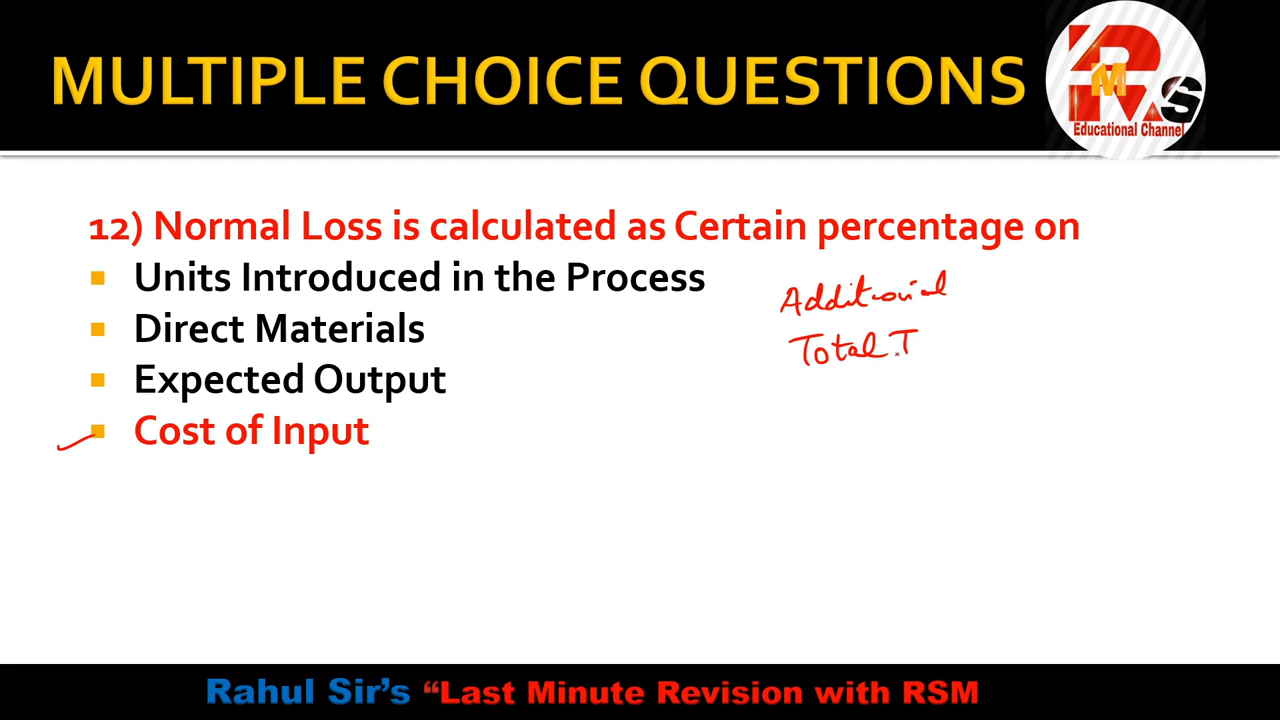 MULTIPLE CHOICE QUESTIONS
RMS
Educational Channel
12) Normal Loss is calculated as Certain percentage on
Units Introduced in the Process
Direct Materials
Expected Output
Cost of Input
Additional
Total T
Rahul Sir's “Last Minute Revision with RSM